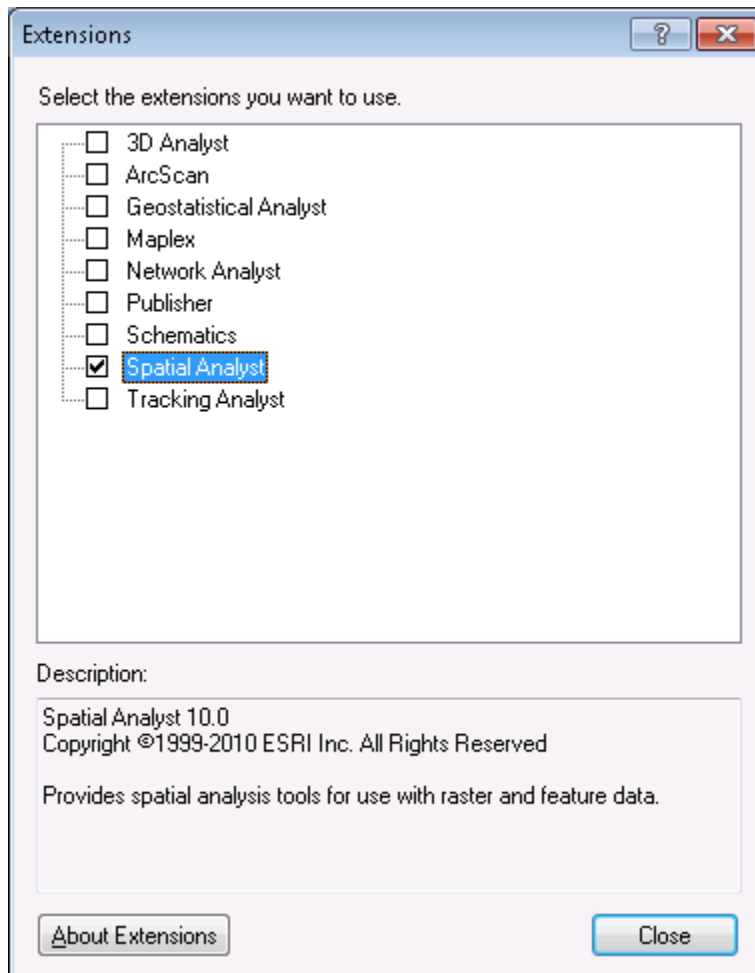 Extensions
Select the extensions you want to use.
3D Analyst
ArcScan
Geostatistical Analyst
Maplex
Network Analyst
Publisher
Schematics
Spatial Analyst
Tracking Analyst
Description:
Spatial Analyst 10.0
Copyright ©1999-2010 ESRI Inc. All Rights Reserved
Provides spatial analysis tools for use with raster and feature data.
About Extensions
Close